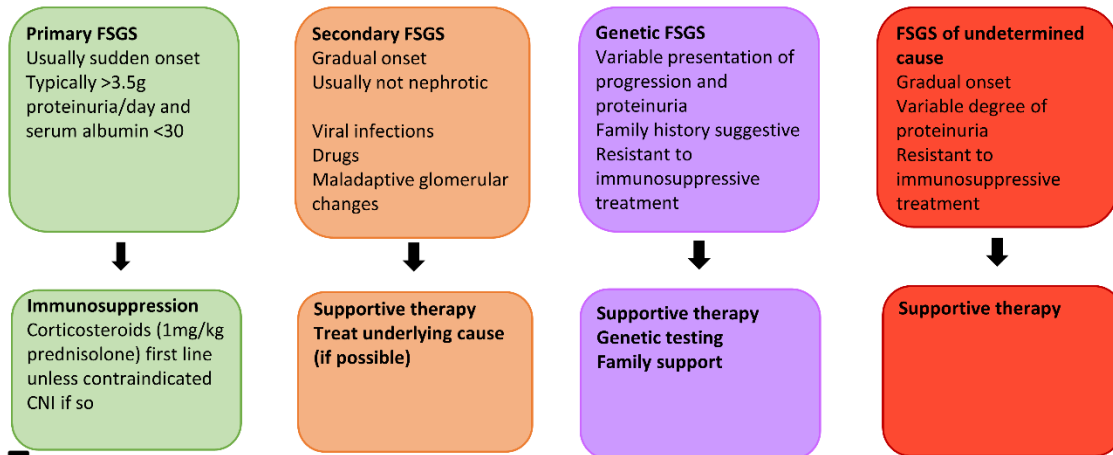 Primary FSGS
Usually sudden onset
Typically >3.5g
proteinuria/day and
serum albumin <30
Secondary FSGS
Gradual onset
Usually not nephrotic
Viral infections
Drugs
Maladaptive glomerular
changes
Genetic FSGS
Variable presentation of
progression and
proteinuria
Family history suggestive
Resistant to
immunosuppressive
treatment
FSGS of undetermined
cause
Gradual onset
Variable degree of
proteinuria
Resistant to
immunosuppressive
treatment
Immunosuppression
Corticosteroids (1mg/kg
prednisolone) first line
unless contraindicated
CNI if so
Supportive therapy
Treat underlying cause
(if possible)
Supportive therapy
Genetic testing
Family support
Supportive therapy